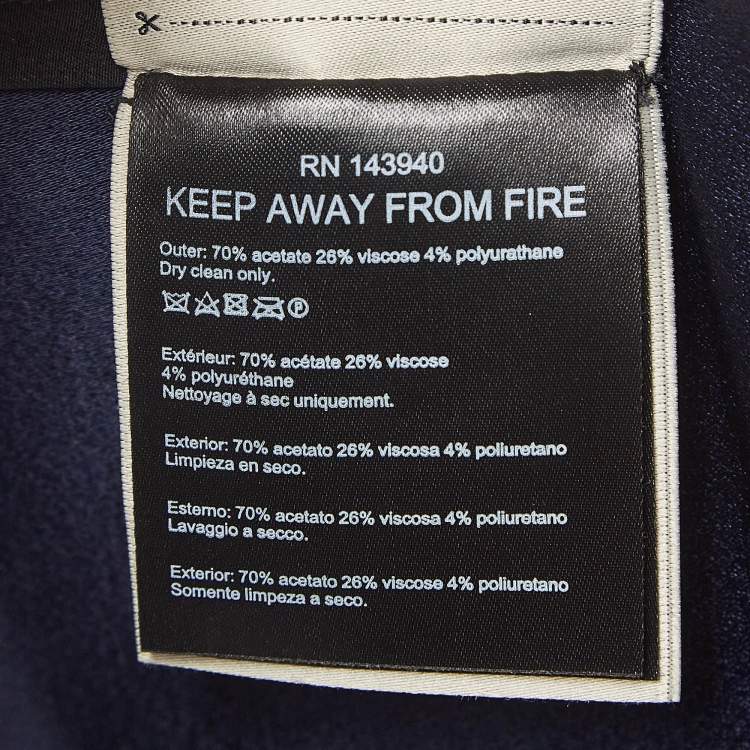 RN 143940
KEEP AWAY FROM FIRE
Outer: 70% acetate 26% viscose 4% polyurathane
Dry clean only.
P
Extérieur: 70% acétate 26% viscose
4% polyuréthane
Nettoyage à sec uniquement.
Exterior: 70% acetato 26% viscosa 4% poliuretano
Limpieza en seco.
Esterno: 70% acetato 26% viscosa 4% poliuretano
Lavaggio a secco.
Exterior: 70% acetato 26% viscose 4% poliuretano
Somente limpeza a seco.